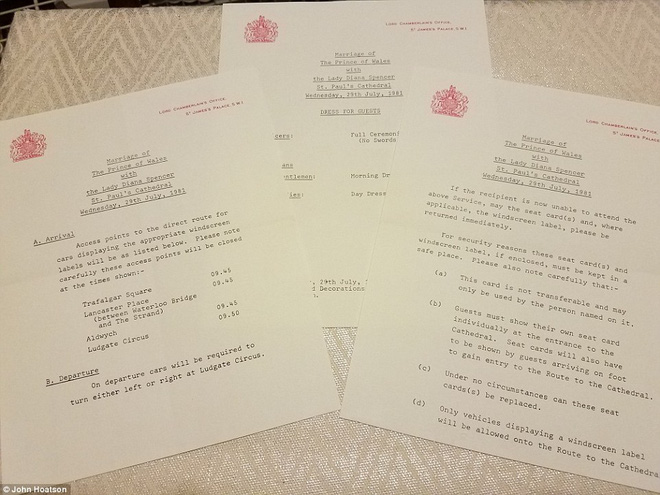 LORD CHAMBERLAIN'S OFFICE,
ST JAMES'S PALACE, S.W.1
Marriage of
The Prince of Wales
with
the Lady Diana Spencer
St. Paul's Cathedral
Wednesday, 29th July, 1981
A. Arrival
Access points to the direct route for
cars displaying the appropriate windscreen
labels will be as listed below. Please note
carefully these access points will be closed
at the times shown:-
Trafalgar Square 09.45
Lancaster Place 09.45
(between Waterloo Bridge
and The Strand)
Aldwych 09.45
Ludgate Circus 09.50
B. Departure
On departure cars will be required to
turn either left or right at Ludgate Circus.
LORD CHAMBERLAIN'S OFFICE,
ST JAMES'S PALACE, S.W.1
Marriage of
The Prince of Wales
with
the Lady Diana Spencer
St. Paul's Cathedral
Wednesday, 29th July, 1981
DRESS FOR GUESTS
cers: Full Ceremon
(No Swords
ans
ntlemen: Morning Dr
ies: Day Dress
, 29th July,
d Decorations
n.
LORD CHAMBERLAIN'S OFFICE,
ST JAMES'S PALACE,
Marriage of
The Prince of Wales
with
the Lady Diana Spencer
St. Paul's Cathedral
Wednesday, 29th July, 1981
If the recipient is now unable to attend the
above Service, may the seat card(s) and, where
applicable, the windscreen label, please be
returned immediately.
For security reasons these seat card(s) and
windscreen label, if enclosed, must be kept in a
safe place. Please also note carefully that:-
(a) This card is not transferable and may
only be used by the person named on it.
(b) Guests must show their own seat card
individually at the entrance to the
Cathedral. Seat cards will also have
to be shown by guests arriving on foot
to gain entry to the Route to the Cathedral.
(c) Under no circumstances can these seat
cards(s) be replaced.
(d) Only vehicles displaying a windscreen label
will be allowed onto the Route to the Cathedra
© John Hoatson